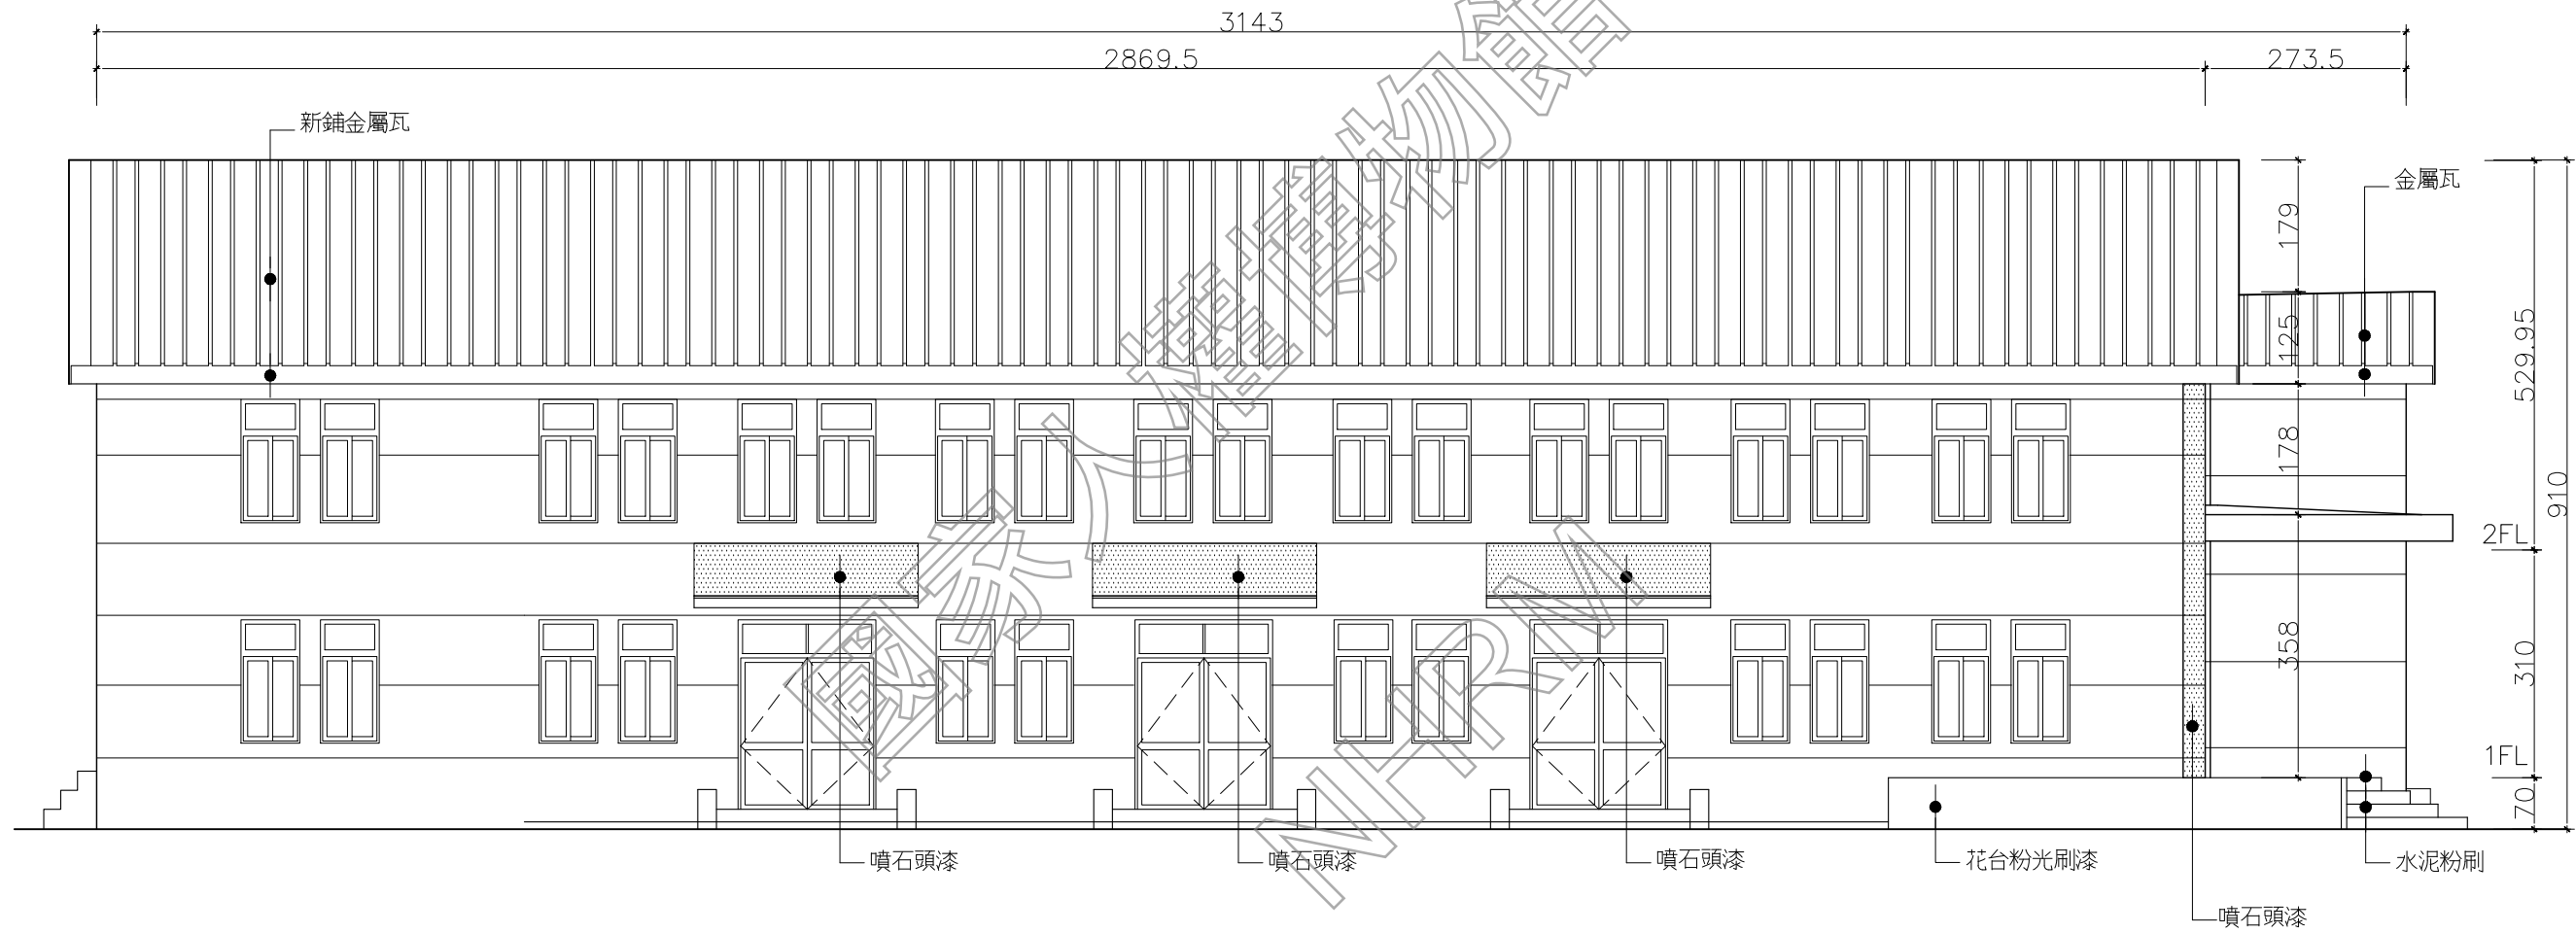 3143
2869.5
273.5
新鋪金屬瓦
金屬瓦
179
125
529.95
178
910
2FL
358
310
1FL
70
噴石頭漆
噴石頭漆
噴石頭漆
花台粉光刷漆
水泥粉刷
噴石頭漆
國家人權博物館
NHRM